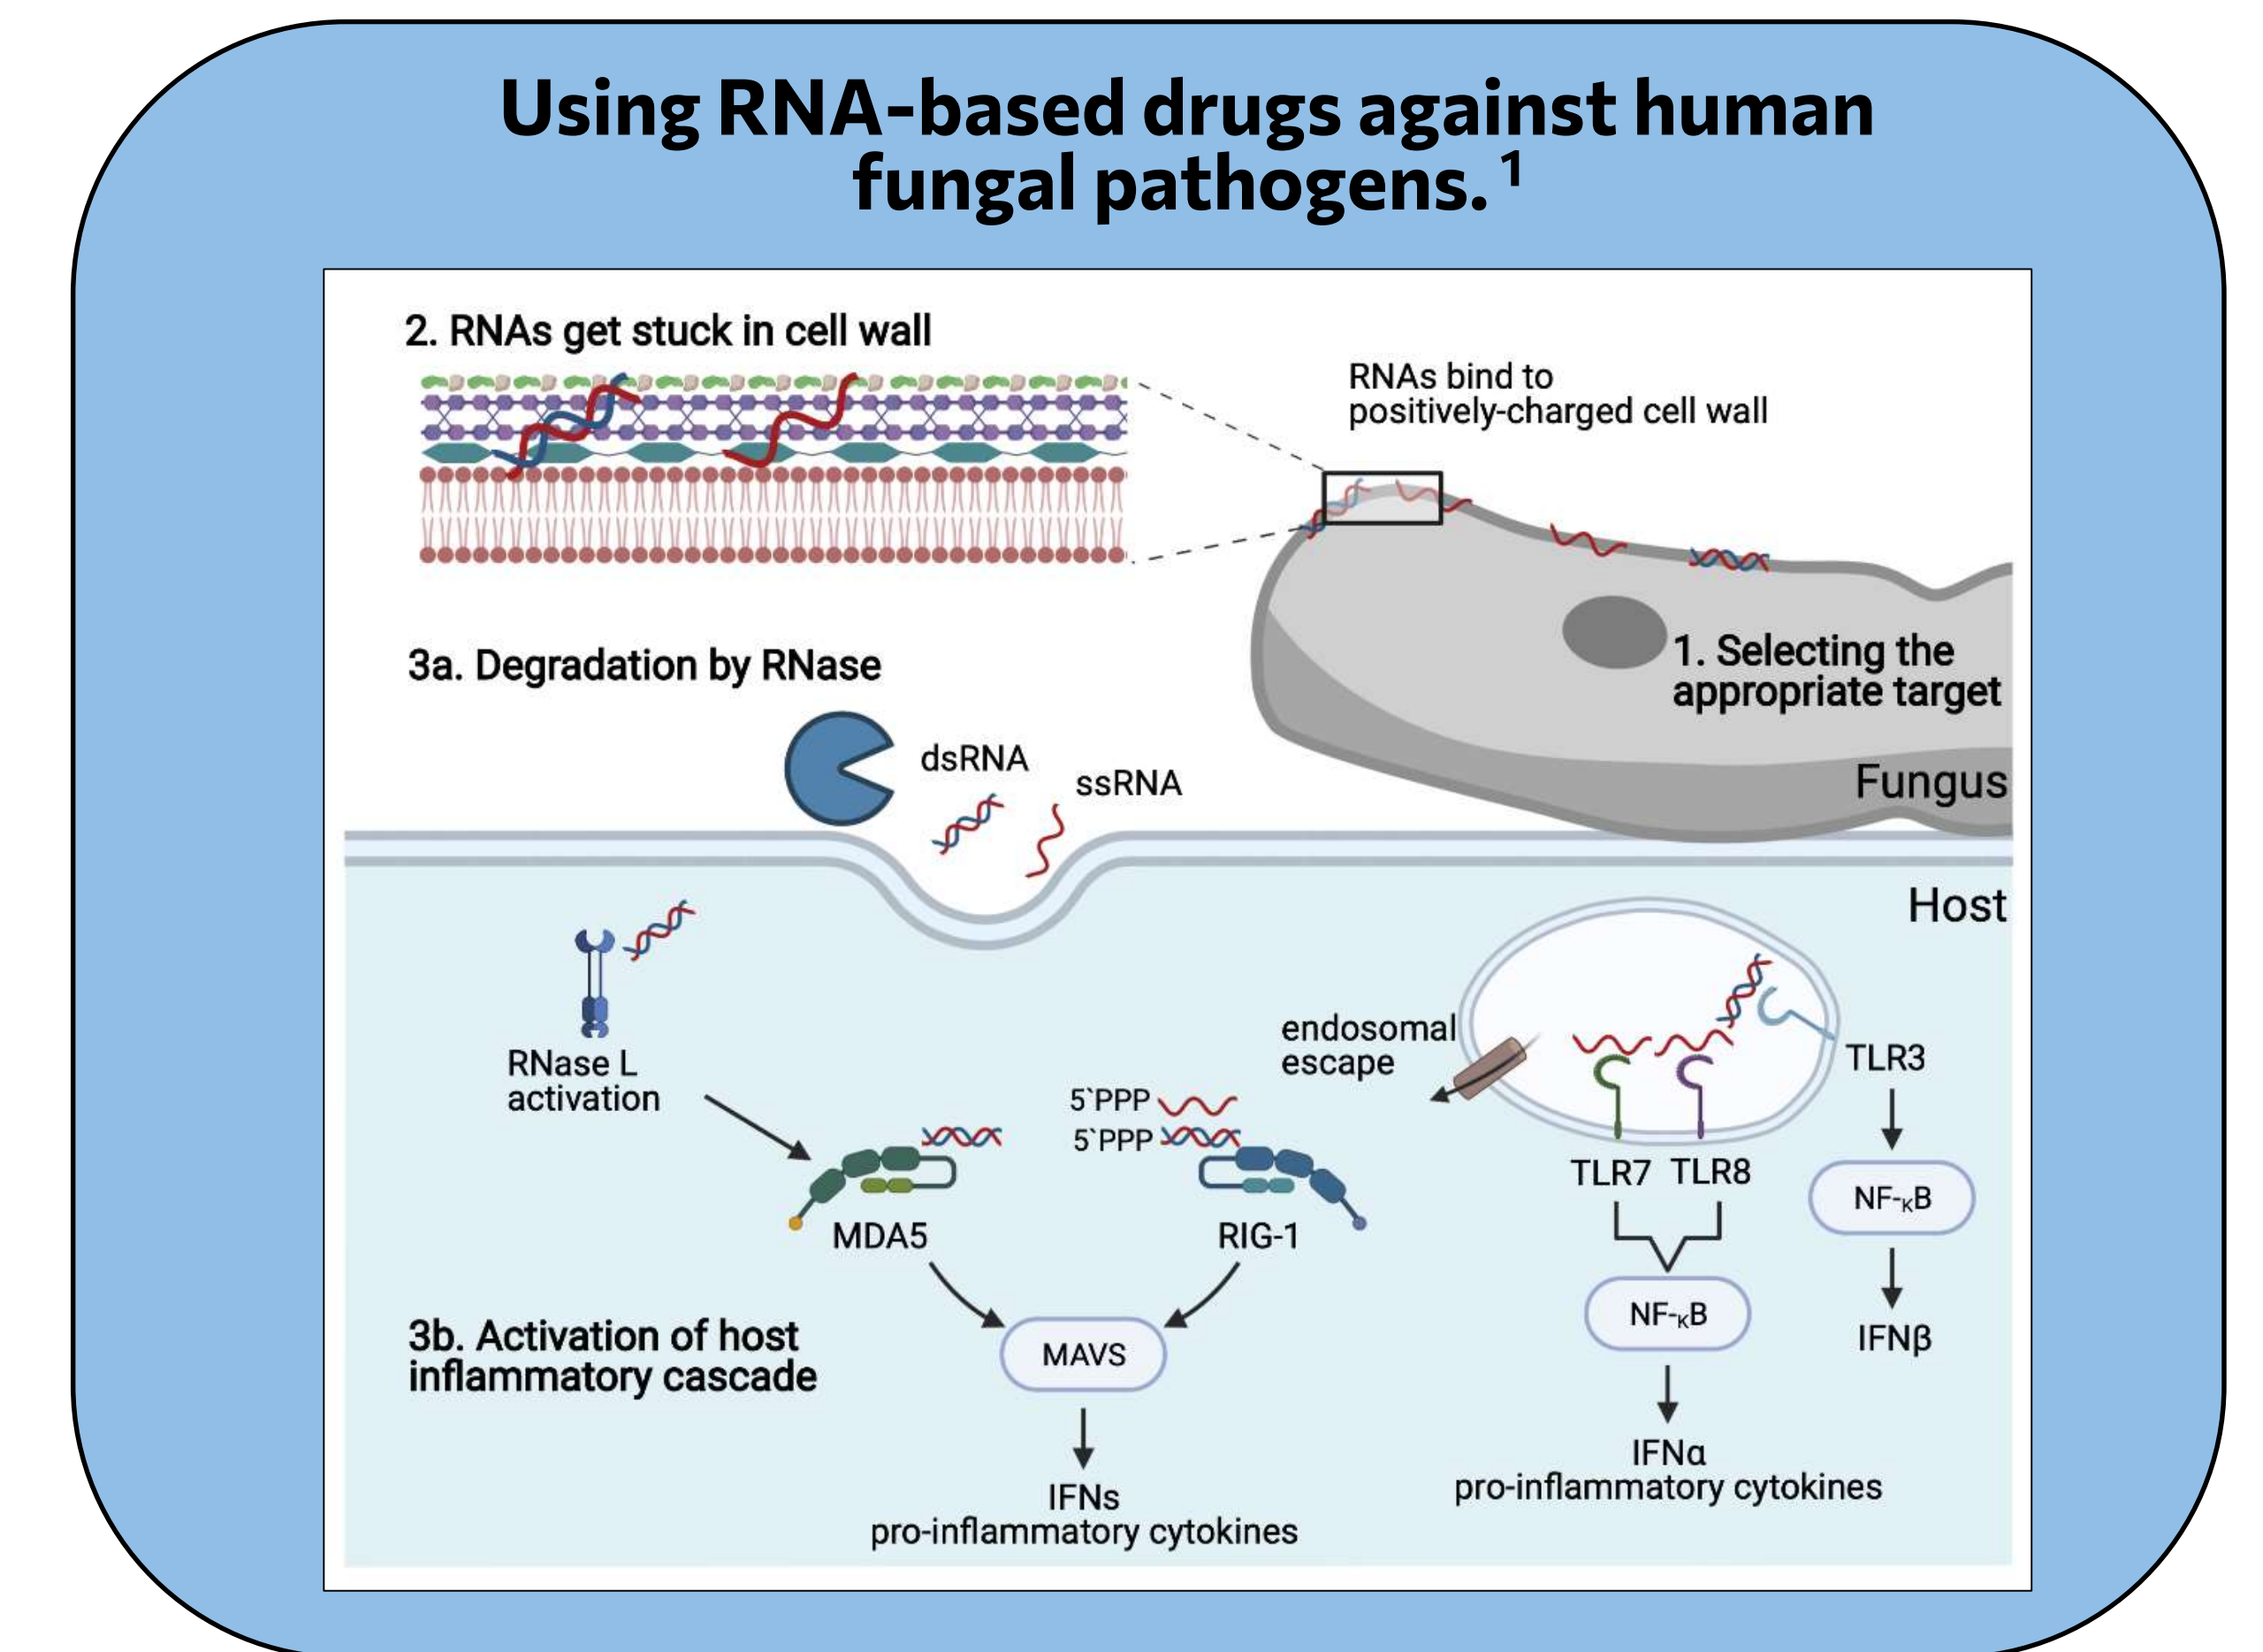 Using RNA-based drugs against human
fungal pathogens. 1
2. RNAs get stuck in cell wall
RNAs bind to
positively-charged cell wall
1. Selecting the
appropriate target
Fungus
3a. Degradation by RNase
dsRNA
ssRNA
Host
RNase L
activation
endosomal
escape
5`PPP
5`PPP
MDA5
RIG-1
TLR7 TLR8
TLR3
NF-κB
NF-κB
IFNβ
3b. Activation of host
inflammatory cascade
MAVS
IFNα
pro-inflammatory cytokines
IFNs
pro-inflammatory cytokines